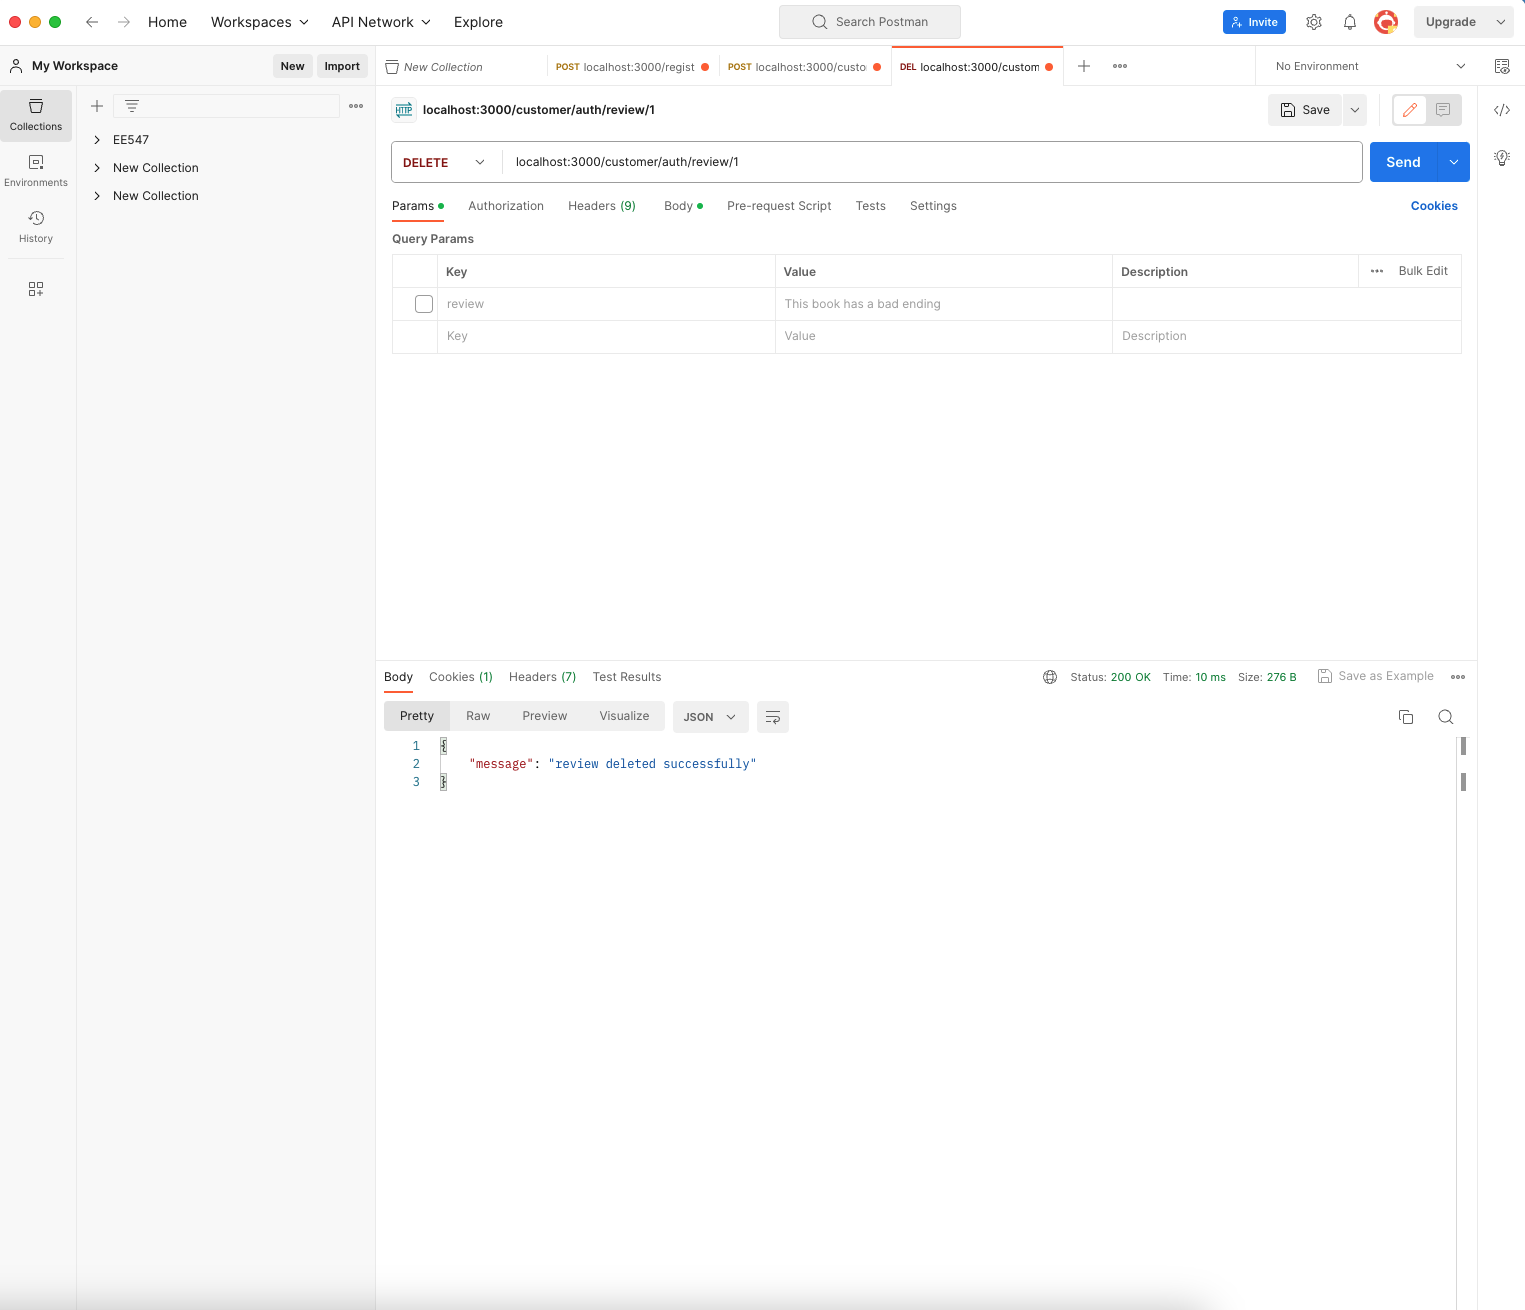 Home Workspaces API Network Explore Search Postman Invite Upgrade
My Workspace New Import New Collection POST localhost:3000/regist POST localhost:3000/custo DEL localhost:3000/custom No Environment
Collections
Environments
History
EE547
New Collection
New Collection
HTTP localhost:3000/customer/auth/review/1 Save
DELETE localhost:3000/customer/auth/review/1 Send
Params Authorization Headers (9) Body Pre-request Script Tests Settings Cookies
Query Params
Key Value Description Bulk Edit
review This book has a bad ending
Key Value Description
Body Cookies (1) Headers (7) Test Results Status: 200 OK Time: 10 ms Size: 276 B Save as Example
Pretty Raw Preview Visualize JSON
1 {
2 "message": "review deleted successfully"
3 }